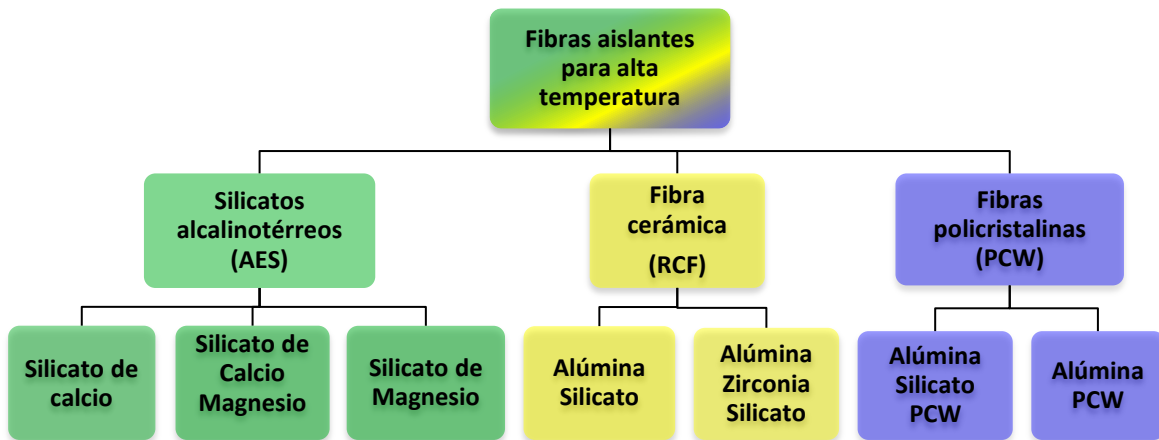 Fibras aislantes
para alta
temperatura
Silicatos
alcalinotérreos
(AES)
Fibra
cerámica
(RCF)
Fibras
policristalinas
(PCW)
Silicato de
calcio
Silicato de
Calcio
Magnesio
Silicato de
Magnesio
Alúmina
Silicato
Alúmina
Zirconia
Silicato
Alúmina
Silicato
PCW
Alúmina
PCW